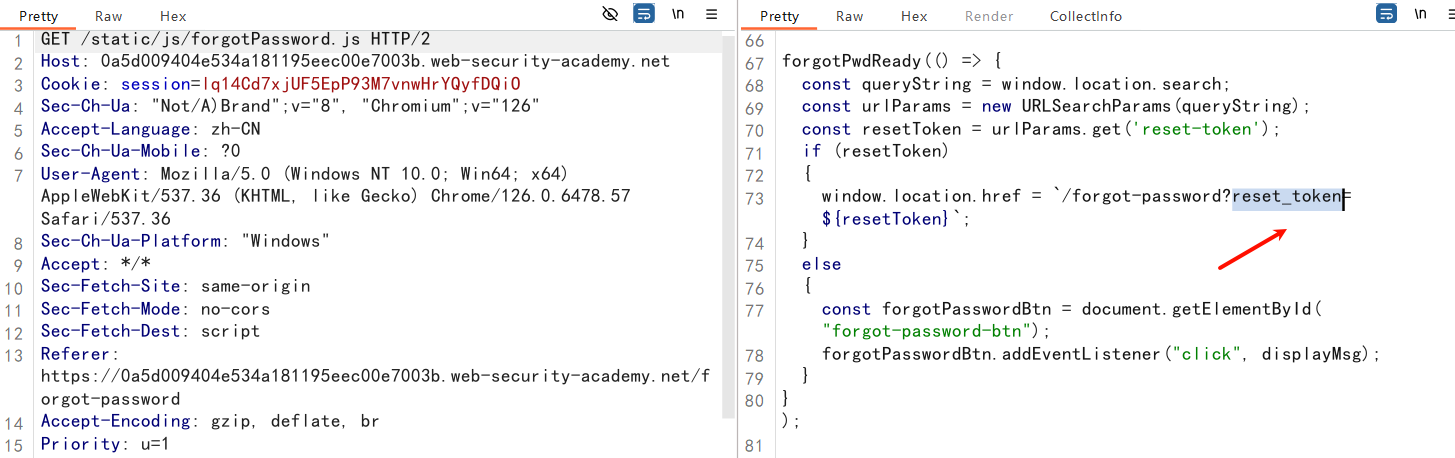 Pretty Raw Hex \n
1 GET /static/js/forgotPassword.js HTTP/2
2 Host: 0a5d009404e534a181195eec00e7003b.web-security-academy.net
3 Cookie: session=lq14Cd7xjUF5EpP93M7vnwHrYQyfDQiO
4 Sec-Ch-Ua: "Not/A)Brand";v="8", "Chromium";v="126"
5 Accept-Language: zh-CN
6 Sec-Ch-Ua-Mobile: ?0
7 User-Agent: Mozilla/5.0 (Windows NT 10.0; Win64; x64)
AppleWebKit/537.36 (KHTML, like Gecko) Chrome/126.0.6478.57
Safari/537.36
8 Sec-Ch-Ua-Platform: "Windows"
9 Accept: */*
10 Sec-Fetch-Site: same-origin
11 Sec-Fetch-Mode: no-cors
12 Sec-Fetch-Dest: script
13 Referer:
https://0a5d009404e534a181195eec00e7003b.web-security-academy.net/f
orgot-password
14 Accept-Encoding: gzip, deflate, br
15 Priority: u=1
Pretty Raw Hex Render CollectInfo \n
66
67 forgotPwdReady(() => {
68 const queryString = window.location.search;
69 const urlParams = new URLSearchParams(queryString);
70 const resetToken = urlParams.get('reset-token');
71 if (resetToken)
72 {
73 window.location.href = `/forgot-password?reset_token=
${resetToken}`;
74 }
75 else
76 {
77 const forgotPasswordBtn = document.getElementById(
"forgot-password-btn");
78 forgotPasswordBtn.addEventListener("click", displayMsg);
79 }
80 }
);
81